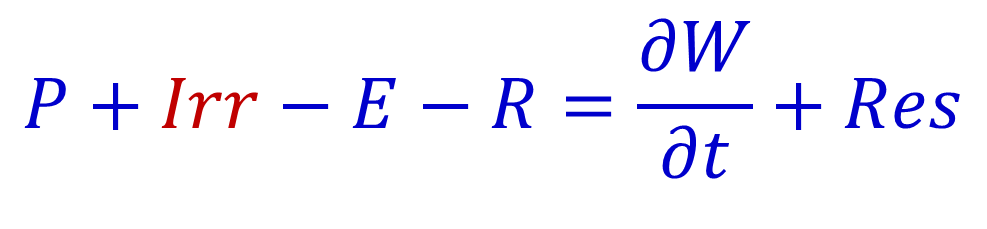 P + Irr − E − R = ∂W/∂t + Res